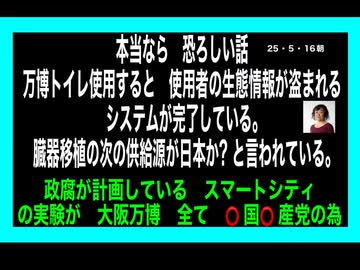 本当なら　恐ろしい話
25・5・16朝
万博トイレ使用すると　使用者の生態情報が盗まれる
システムが完了している。
臓器移植の次の供給源が日本か? と言われている。
政腐が計画している　スマートシティ
の実験が　大阪万博　全て　〇国〇産党の為